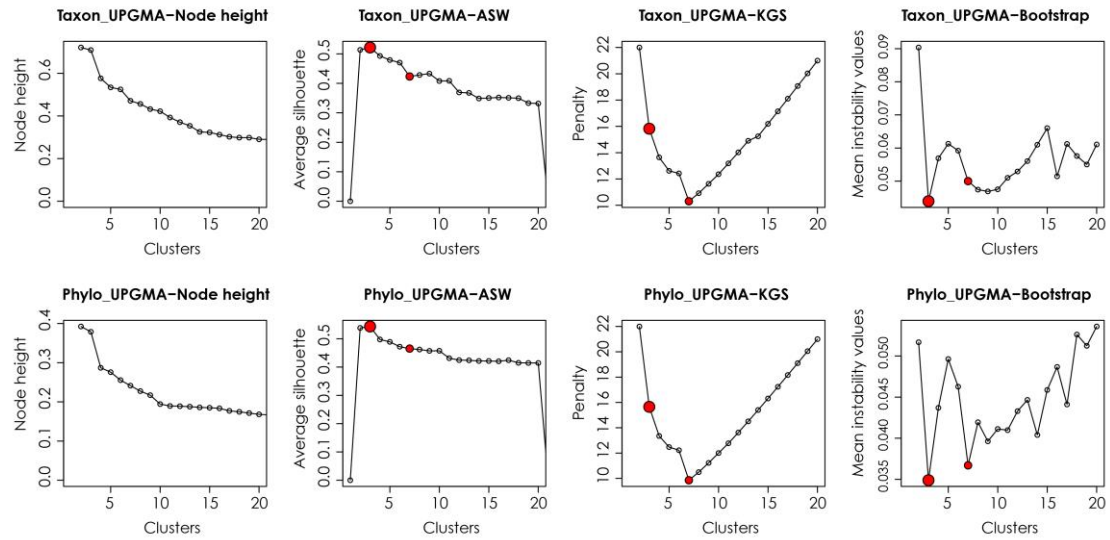 Taxon_UPGMA−Node height
Node height
0.0 0.2 0.4 0.6
5 10 15 20
Clusters
Taxon_UPGMA−ASW
Average silhouette
0.0 0.1 0.2 0.3 0.4 0.5
5 10 15 20
Clusters
Taxon_UPGMA−KGS
Penalty
10 12 14 16 18 20 22
5 10 15 20
Clusters
Taxon_UPGMA−Bootstrap
Mean instability values
0.05 0.06 0.07 0.08 0.09
5 10 15 20
Clusters
Phylo_UPGMA−Node height
Node height
0.0 0.1 0.2 0.3 0.4
5 10 15 20
Clusters
Phylo_UPGMA−ASW
Average silhouette
0.0 0.1 0.2 0.3 0.4 0.5
5 10 15 20
Clusters
Phylo_UPGMA−KGS
Penalty
10 12 14 16 18 20 22
5 10 15 20
Clusters
Phylo_UPGMA−Bootstrap
Mean instability values
0.035 0.040 0.045 0.050
5 10 15 20
Clusters